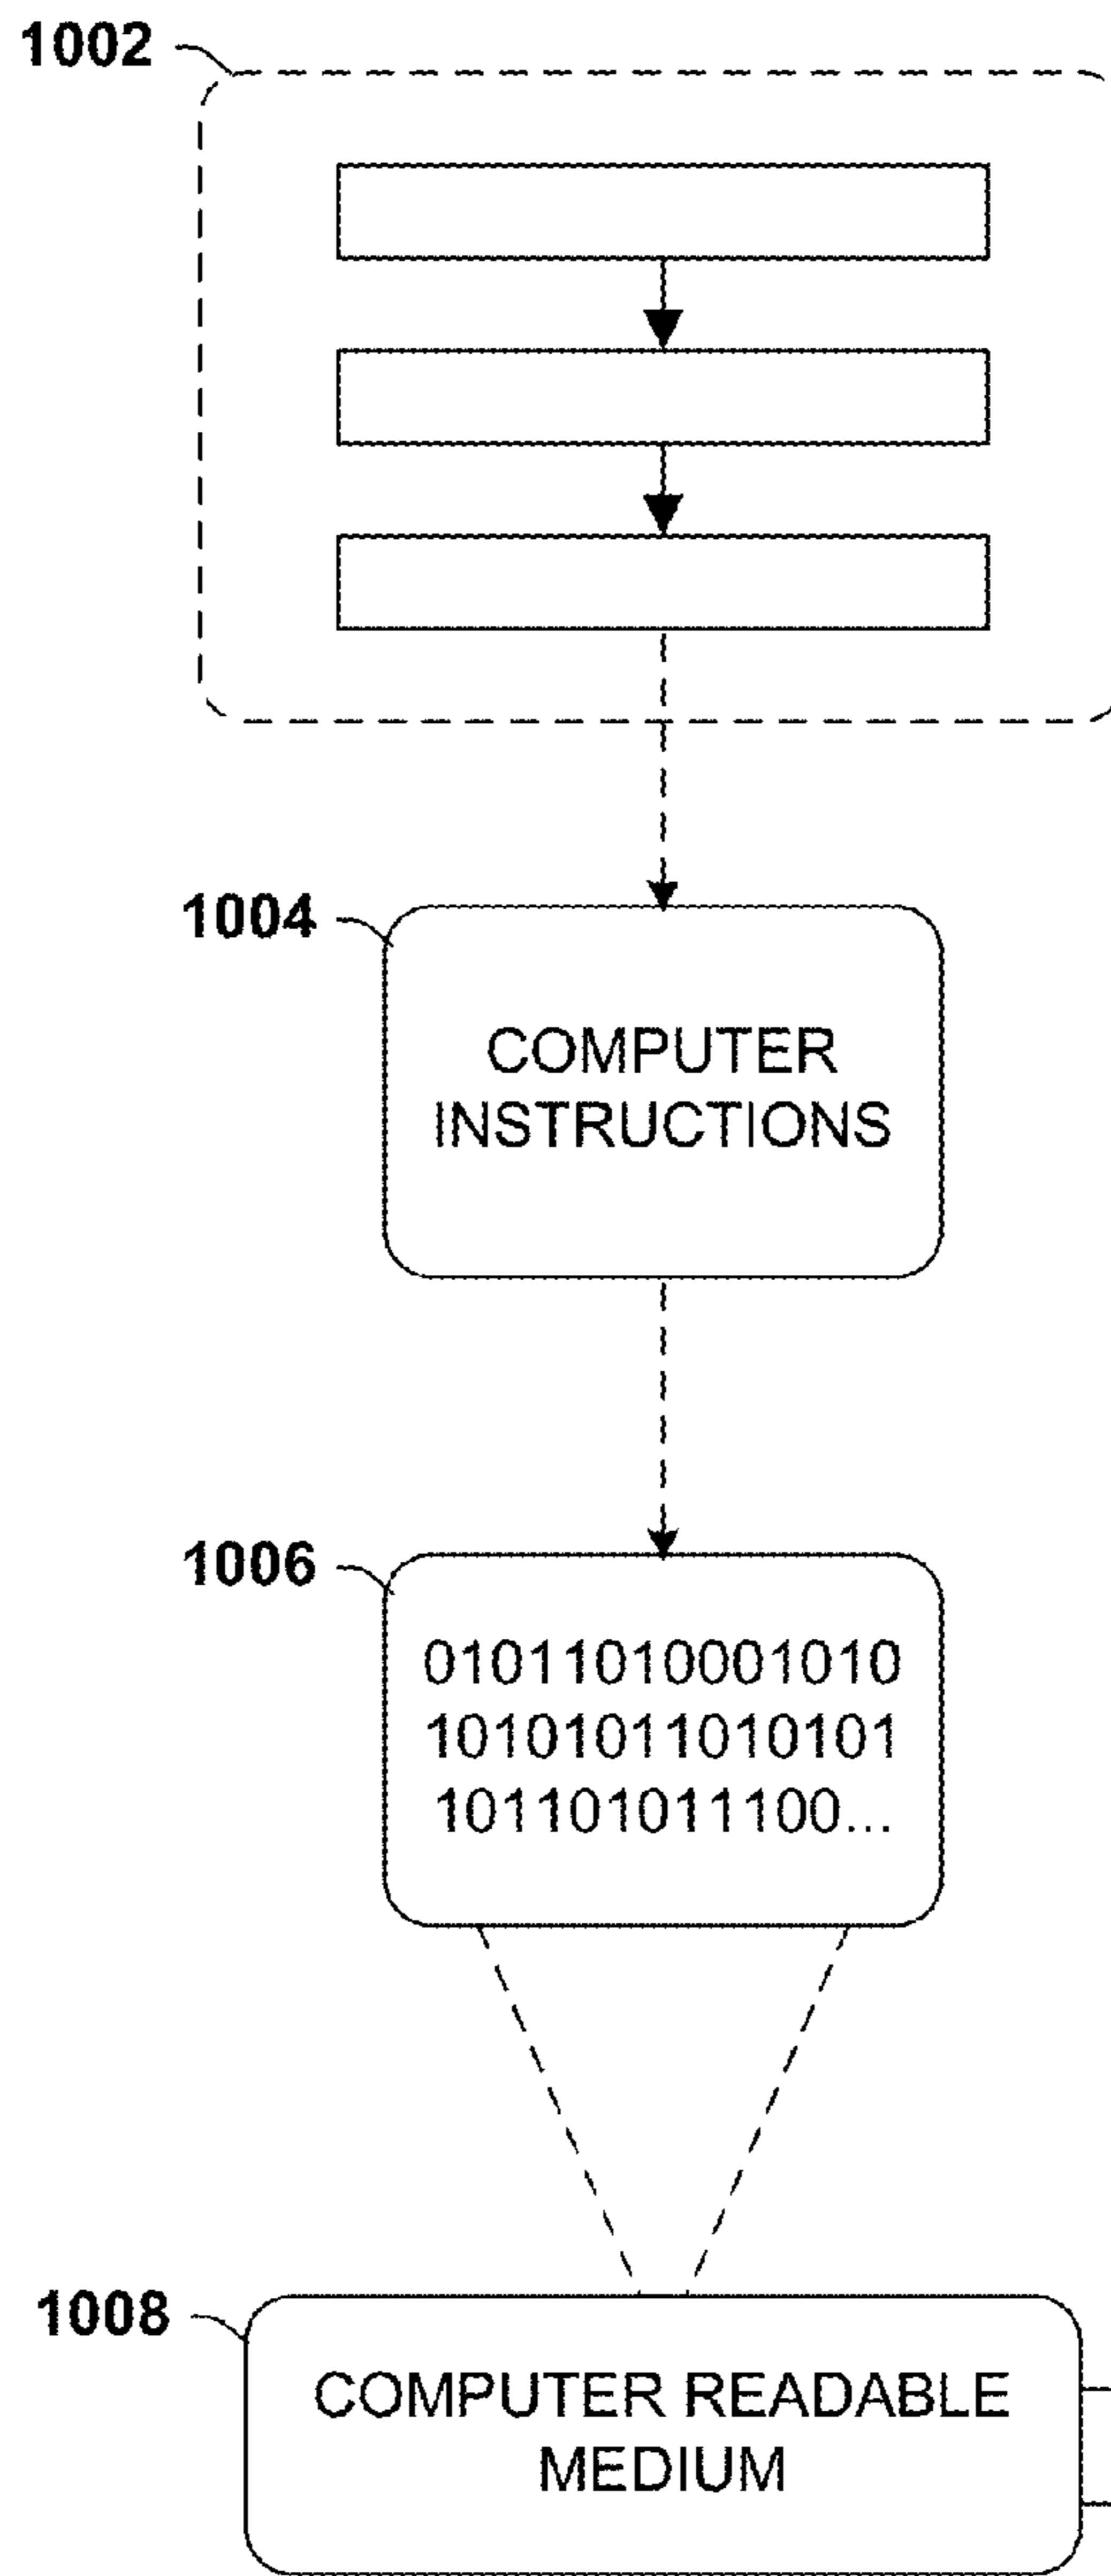 1002
1004
COMPUTER
INSTRUCTIONS
1006
01011010001010
10101011010101
101101011100...
1008
COMPUTER READABLE
MEDIUM